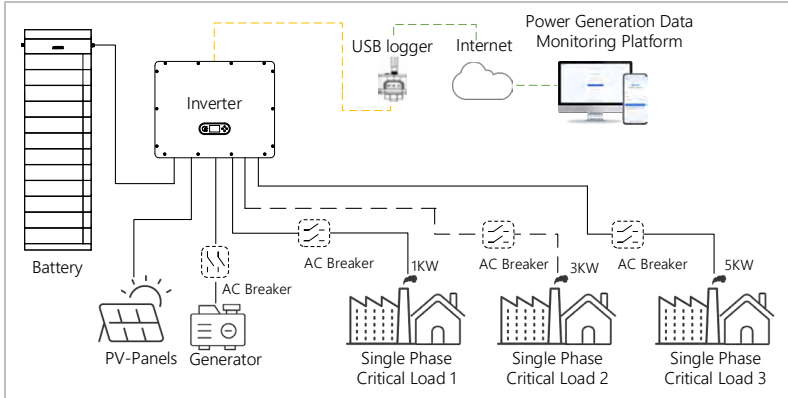 Power Generation Data
Monitoring Platform
USB logger
Internet
Inverter
Battery
AC Breaker
AC Breaker
1KW
AC Breaker
3KW
AC Breaker
5KW
PV-Panels
Generator
Single Phase
Critical Load 1
Single Phase
Critical Load 2
Single Phase
Critical Load 3